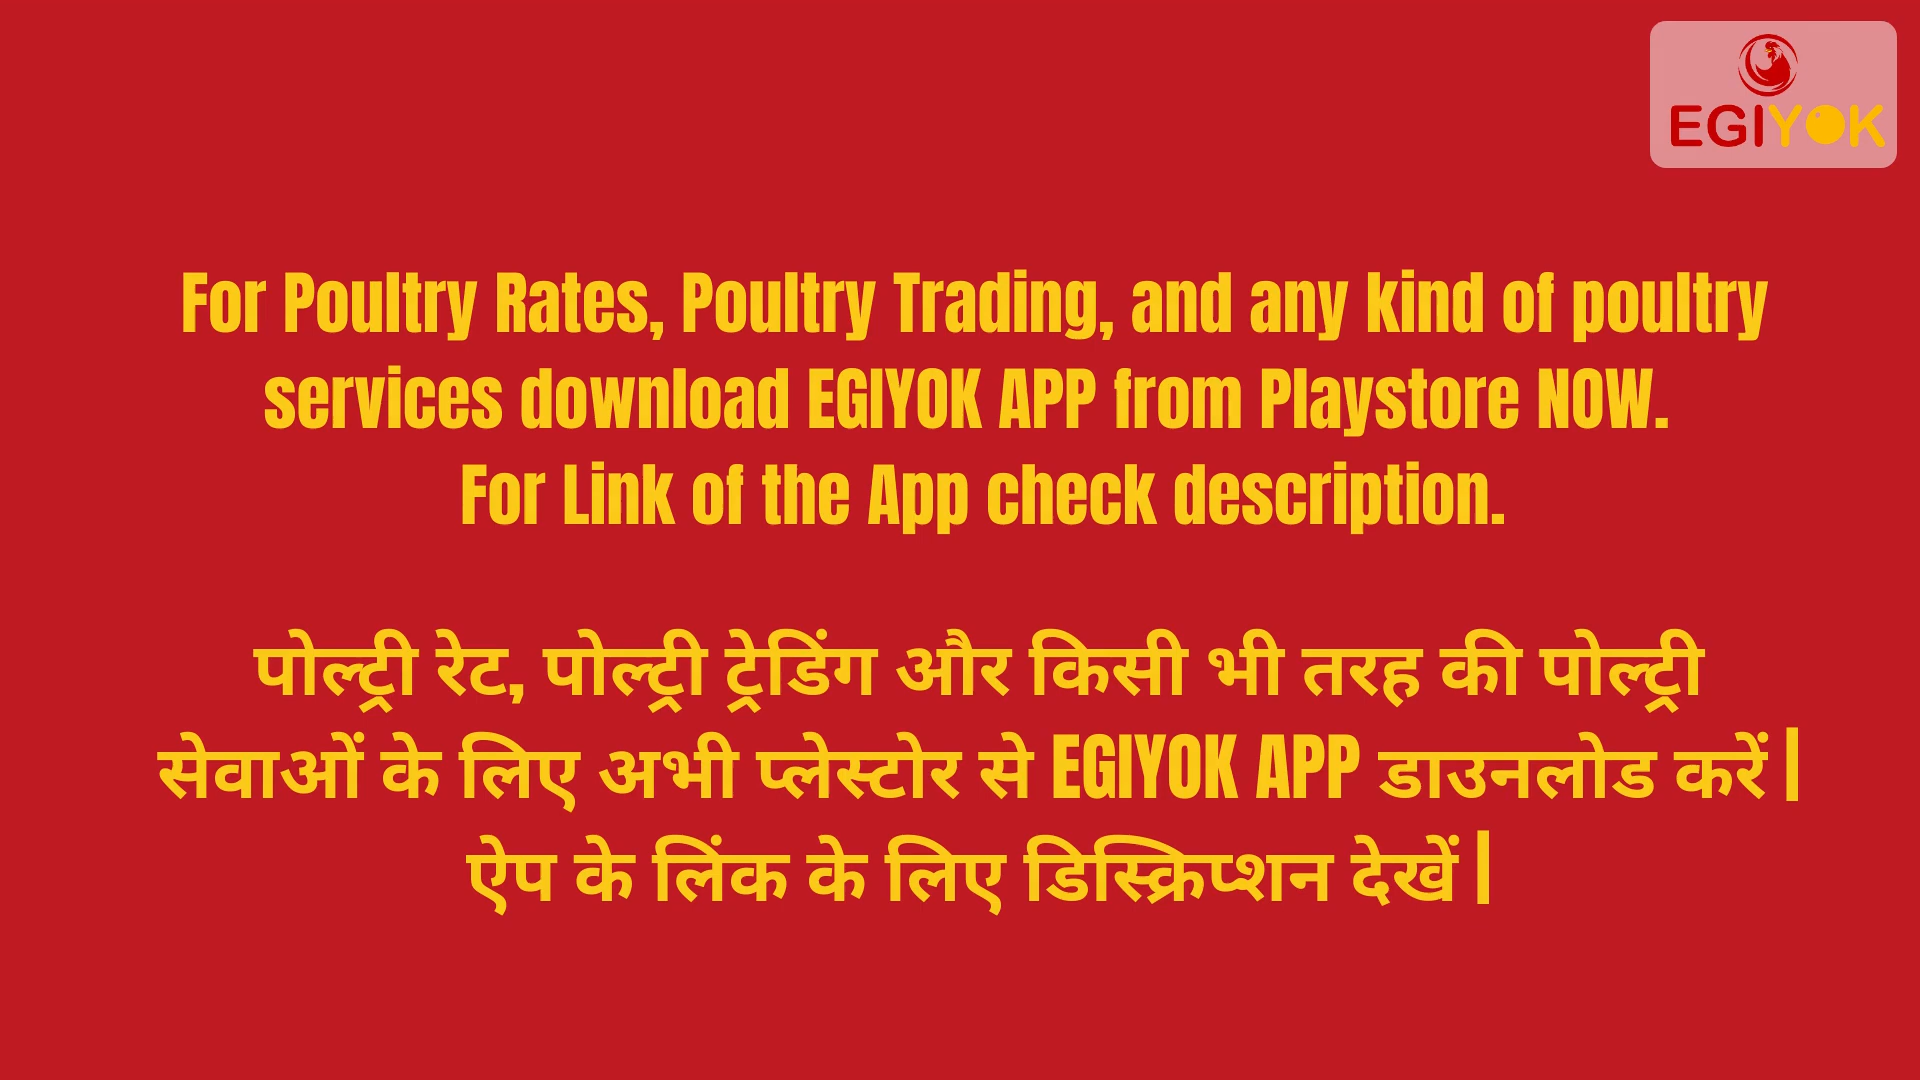 EGIYOK
For Poultry Rates, Poultry Trading, and any kind of poultry
services download EGIYOK APP from Playstore NOW.
For Link of the App check description.
पोल्ट्री रेट, पोल्ट्री ट्रेडिंग और किसी भी तरह की पोल्ट्री
सेवाओं के लिए अभी प्लेस्टोर से EGIYOK APP डाउनलोड करें |
ऐप के लिंक के लिए डिस्क्रिप्शन देखें |